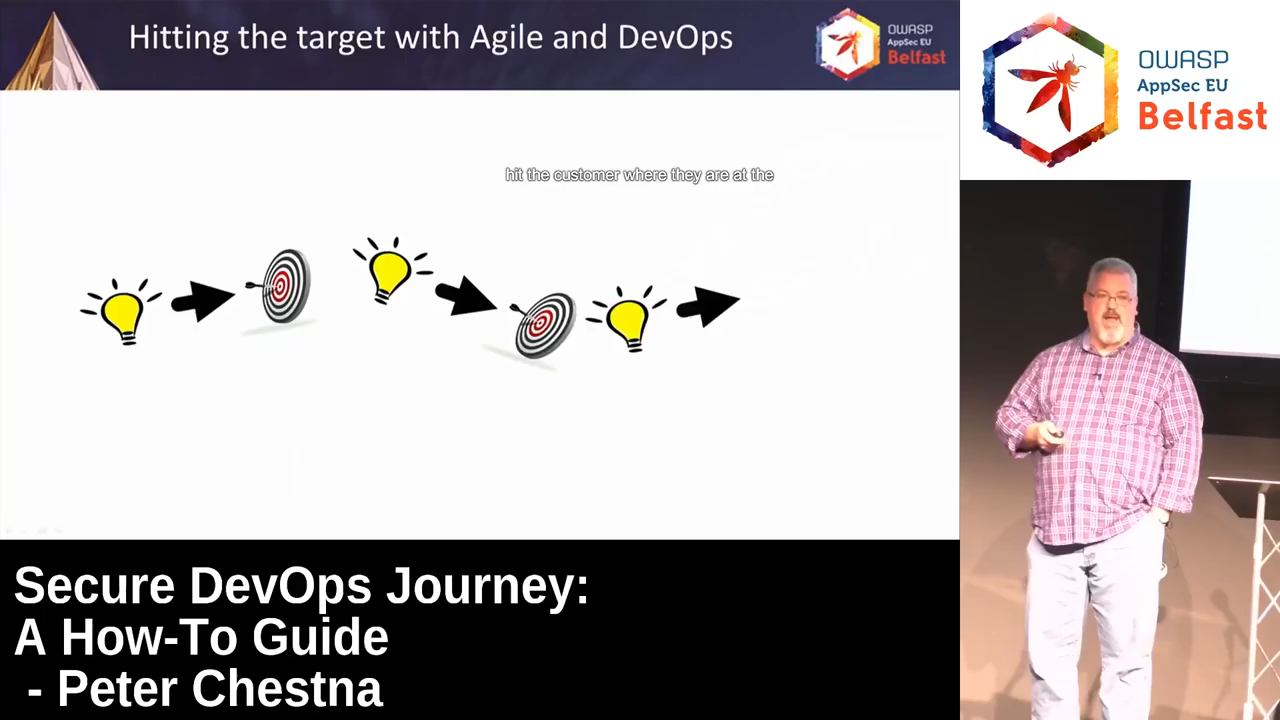 Hitting the target with Agile and DevOps
OWASP
AppSec EU
Belfast
OWASP
AppSec EU
Belfast
hit the customer where they are at the
Secure DevOps Journey:
A How-To Guide
- Peter Chestna